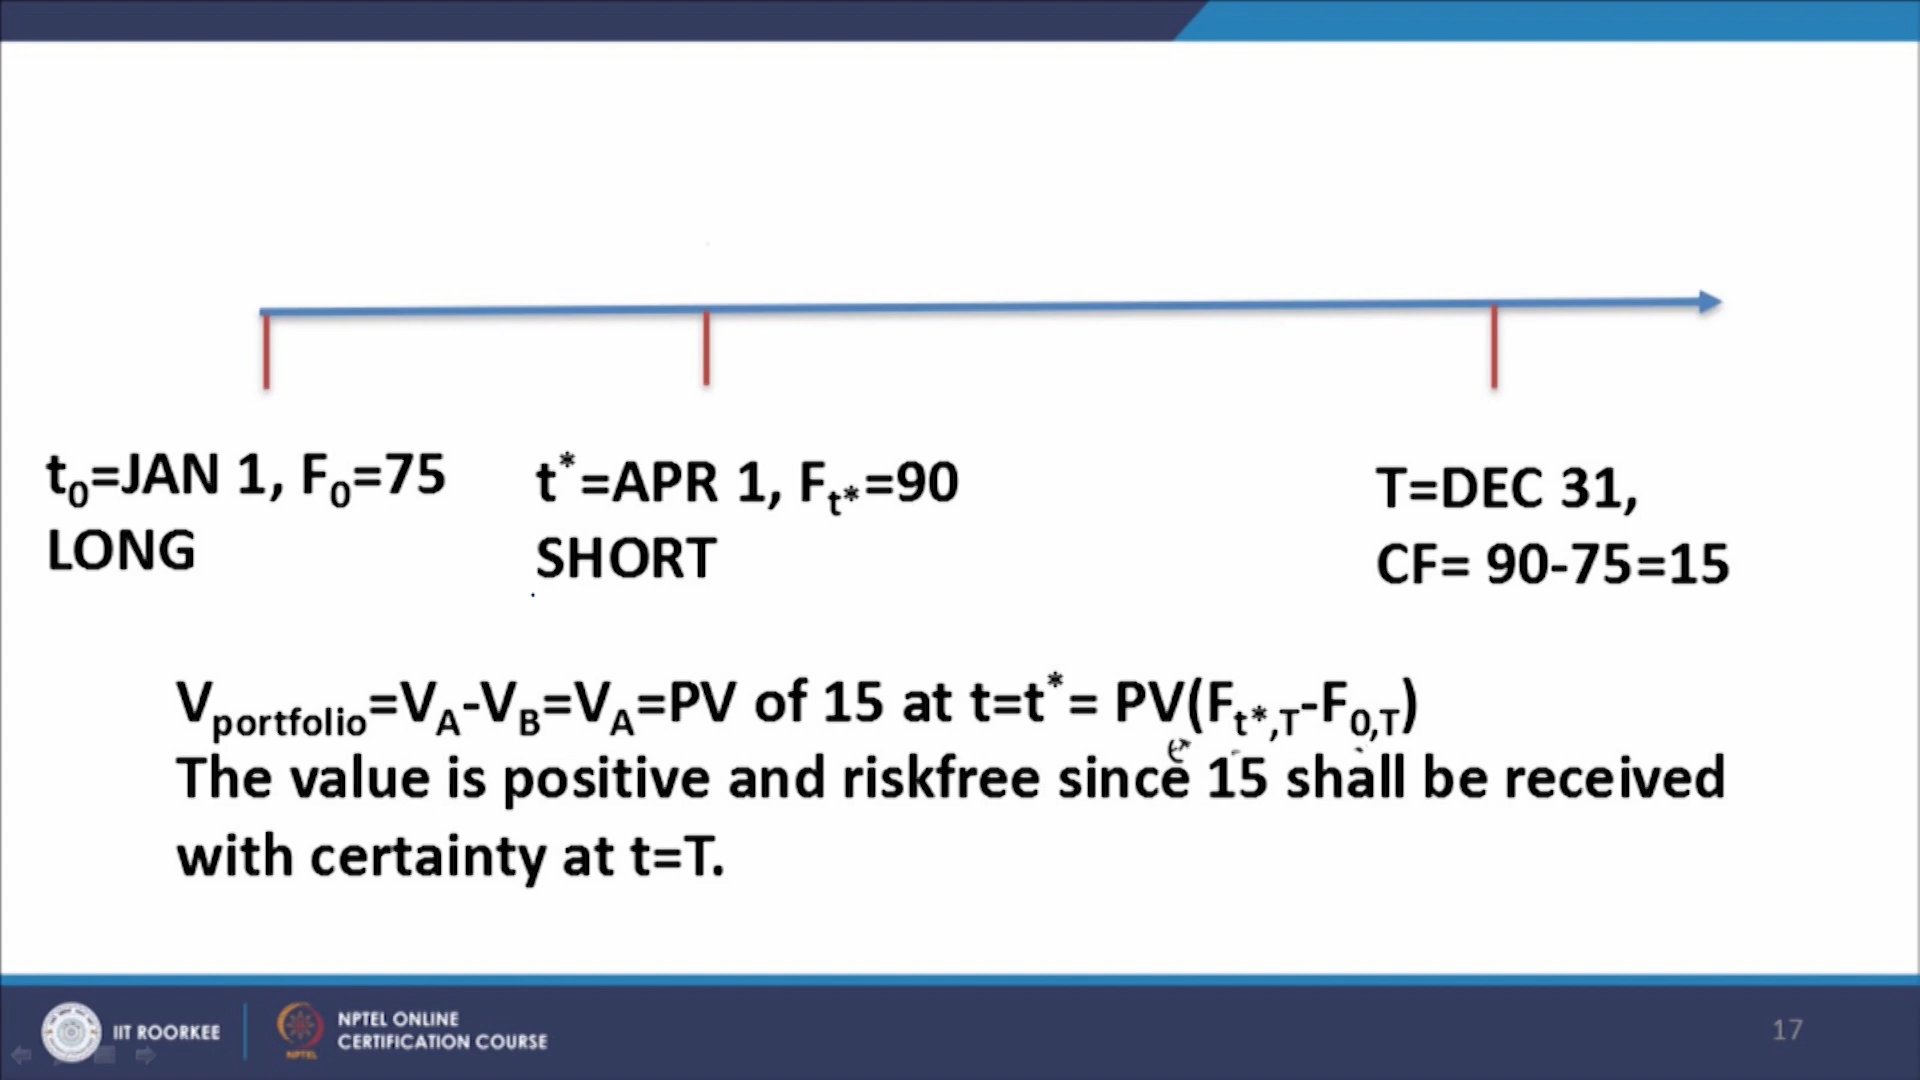 t0=JAN 1, F0=75
LONG
t*=APR 1, Ft*=90
SHORT
T=DEC 31,
CF= 90-75=15
Vportfolio=VA-VB=VA=PV of 15 at t=t*= PV(Ft*,T-F0,T)
The value is positive and riskfree since 15 shall be received
with certainty at t=T.
IIT ROORKEE
NPTEL
NPTEL ONLINE
CERTIFICATION COURSE
17